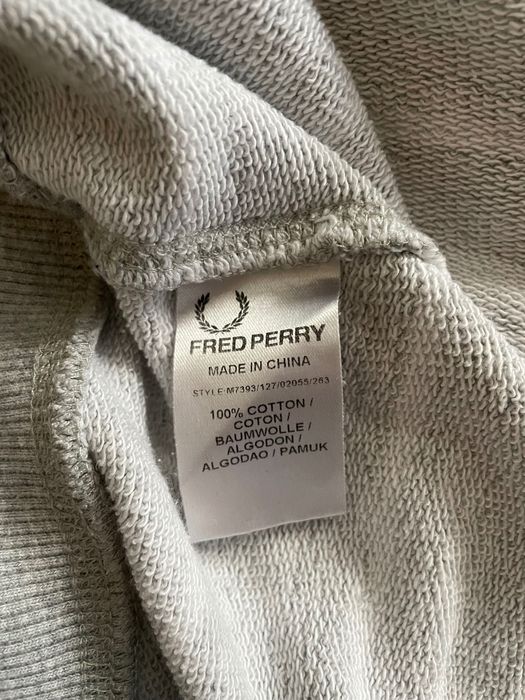 FRED PERRY
MADE IN CHINA
STYLE:M7393/127/02055/263
100% COTTON/
COTON/
BAUMWOLLE/
ALGODON/
ALGODAO/PAMUK